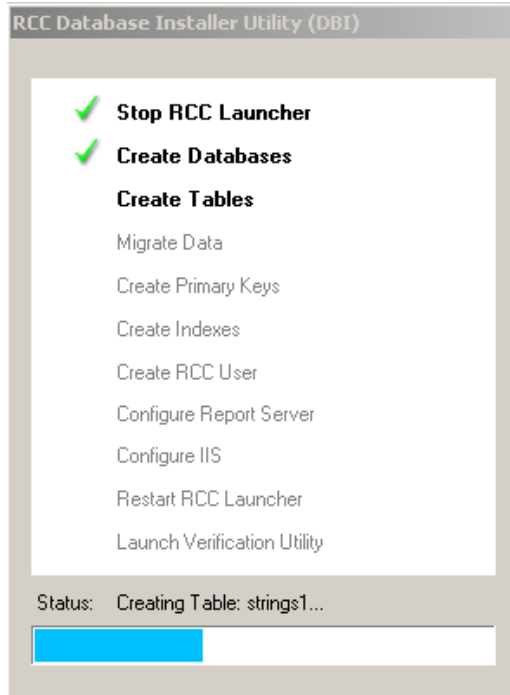 RCC Database Installer Utility (DBI)
Stop RCC Launcher
Create Databases
Create Tables
Migrate Data
Create Primary Keys
Create Indexes
Create RCC User
Configure Report Server
Configure IIS
Restart RCC Launcher
Launch Verification Utility
Status: Creating Table: strings1...